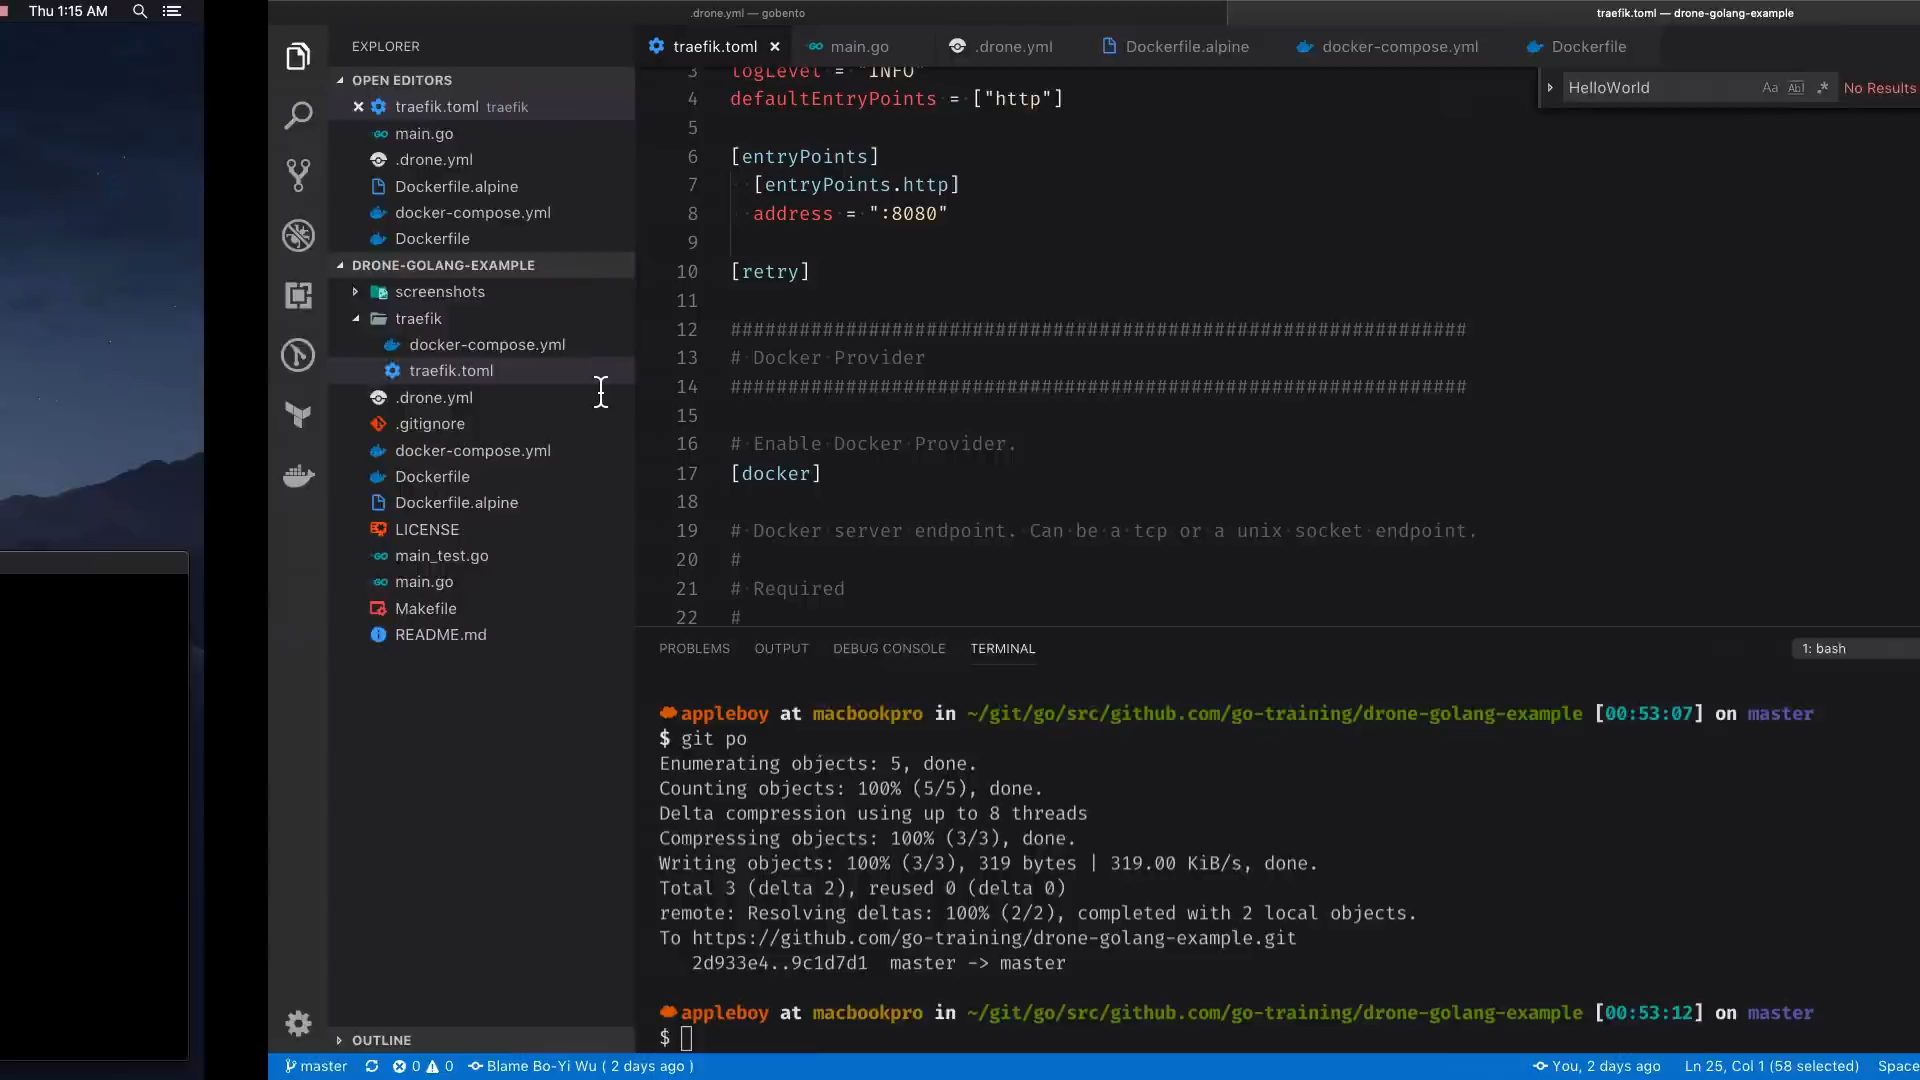 Thu 1:15 AM
.drone.yml — gobento
traefik.toml — drone-golang-example
EXPLORER
OPEN EDITORS
traefik.toml traefik
main.go
.drone.yml
Dockerfile.alpine
docker-compose.yml
Dockerfile
DRONE-GOLANG-EXAMPLE
screenshots
traefik
docker-compose.yml
traefik.toml
.drone.yml
.gitignore
docker-compose.yml
Dockerfile
Dockerfile.alpine
LICENSE
main_test.go
main.go
Makefile
README.md
OUTLINE
traefik.toml
main.go
.drone.yml
Dockerfile.alpine
docker-compose.yml
Dockerfile
HelloWorld
Aa
Abl
.*
No Results
3 logLevel = "INFO"
4 defaultEntryPoints = ["http"]
5
6 [entryPoints]
7 [entryPoints.http]
8 address = ":8080"
9
10 [retry]
11
12 ################################################################
13 # Docker Provider
14 ################################################################
15
16 # Enable Docker Provider.
17 [docker]
18
19 # Docker server endpoint. Can be a tcp or a unix socket endpoint.
20 #
21 # Required
22 #
PROBLEMS OUTPUT DEBUG CONSOLE TERMINAL
1: bash
appleboy at macbookpro in ~/git/go/src/github.com/go-training/drone-golang-example [00:53:07] on master
$ git po
Enumerating objects: 5, done.
Counting objects: 100% (5/5), done.
Delta compression using up to 8 threads
Compressing objects: 100% (3/3), done.
Writing objects: 100% (3/3), 319 bytes | 319.00 KiB/s, done.
Total 3 (delta 2), reused 0 (delta 0)
remote: Resolving deltas: 100% (2/2), completed with 2 local objects.
To https://github.com/go-training/drone-golang-example.git
2d933e4..9c1d7d1 master -> master
appleboy at macbookpro in ~/git/go/src/github.com/go-training/drone-golang-example [00:53:12] on master
$
master 0 0 Blame Bo-Yi Wu ( 2 days ago )
You, 2 days ago
Ln 25, Col 1 (58 selected)
Space